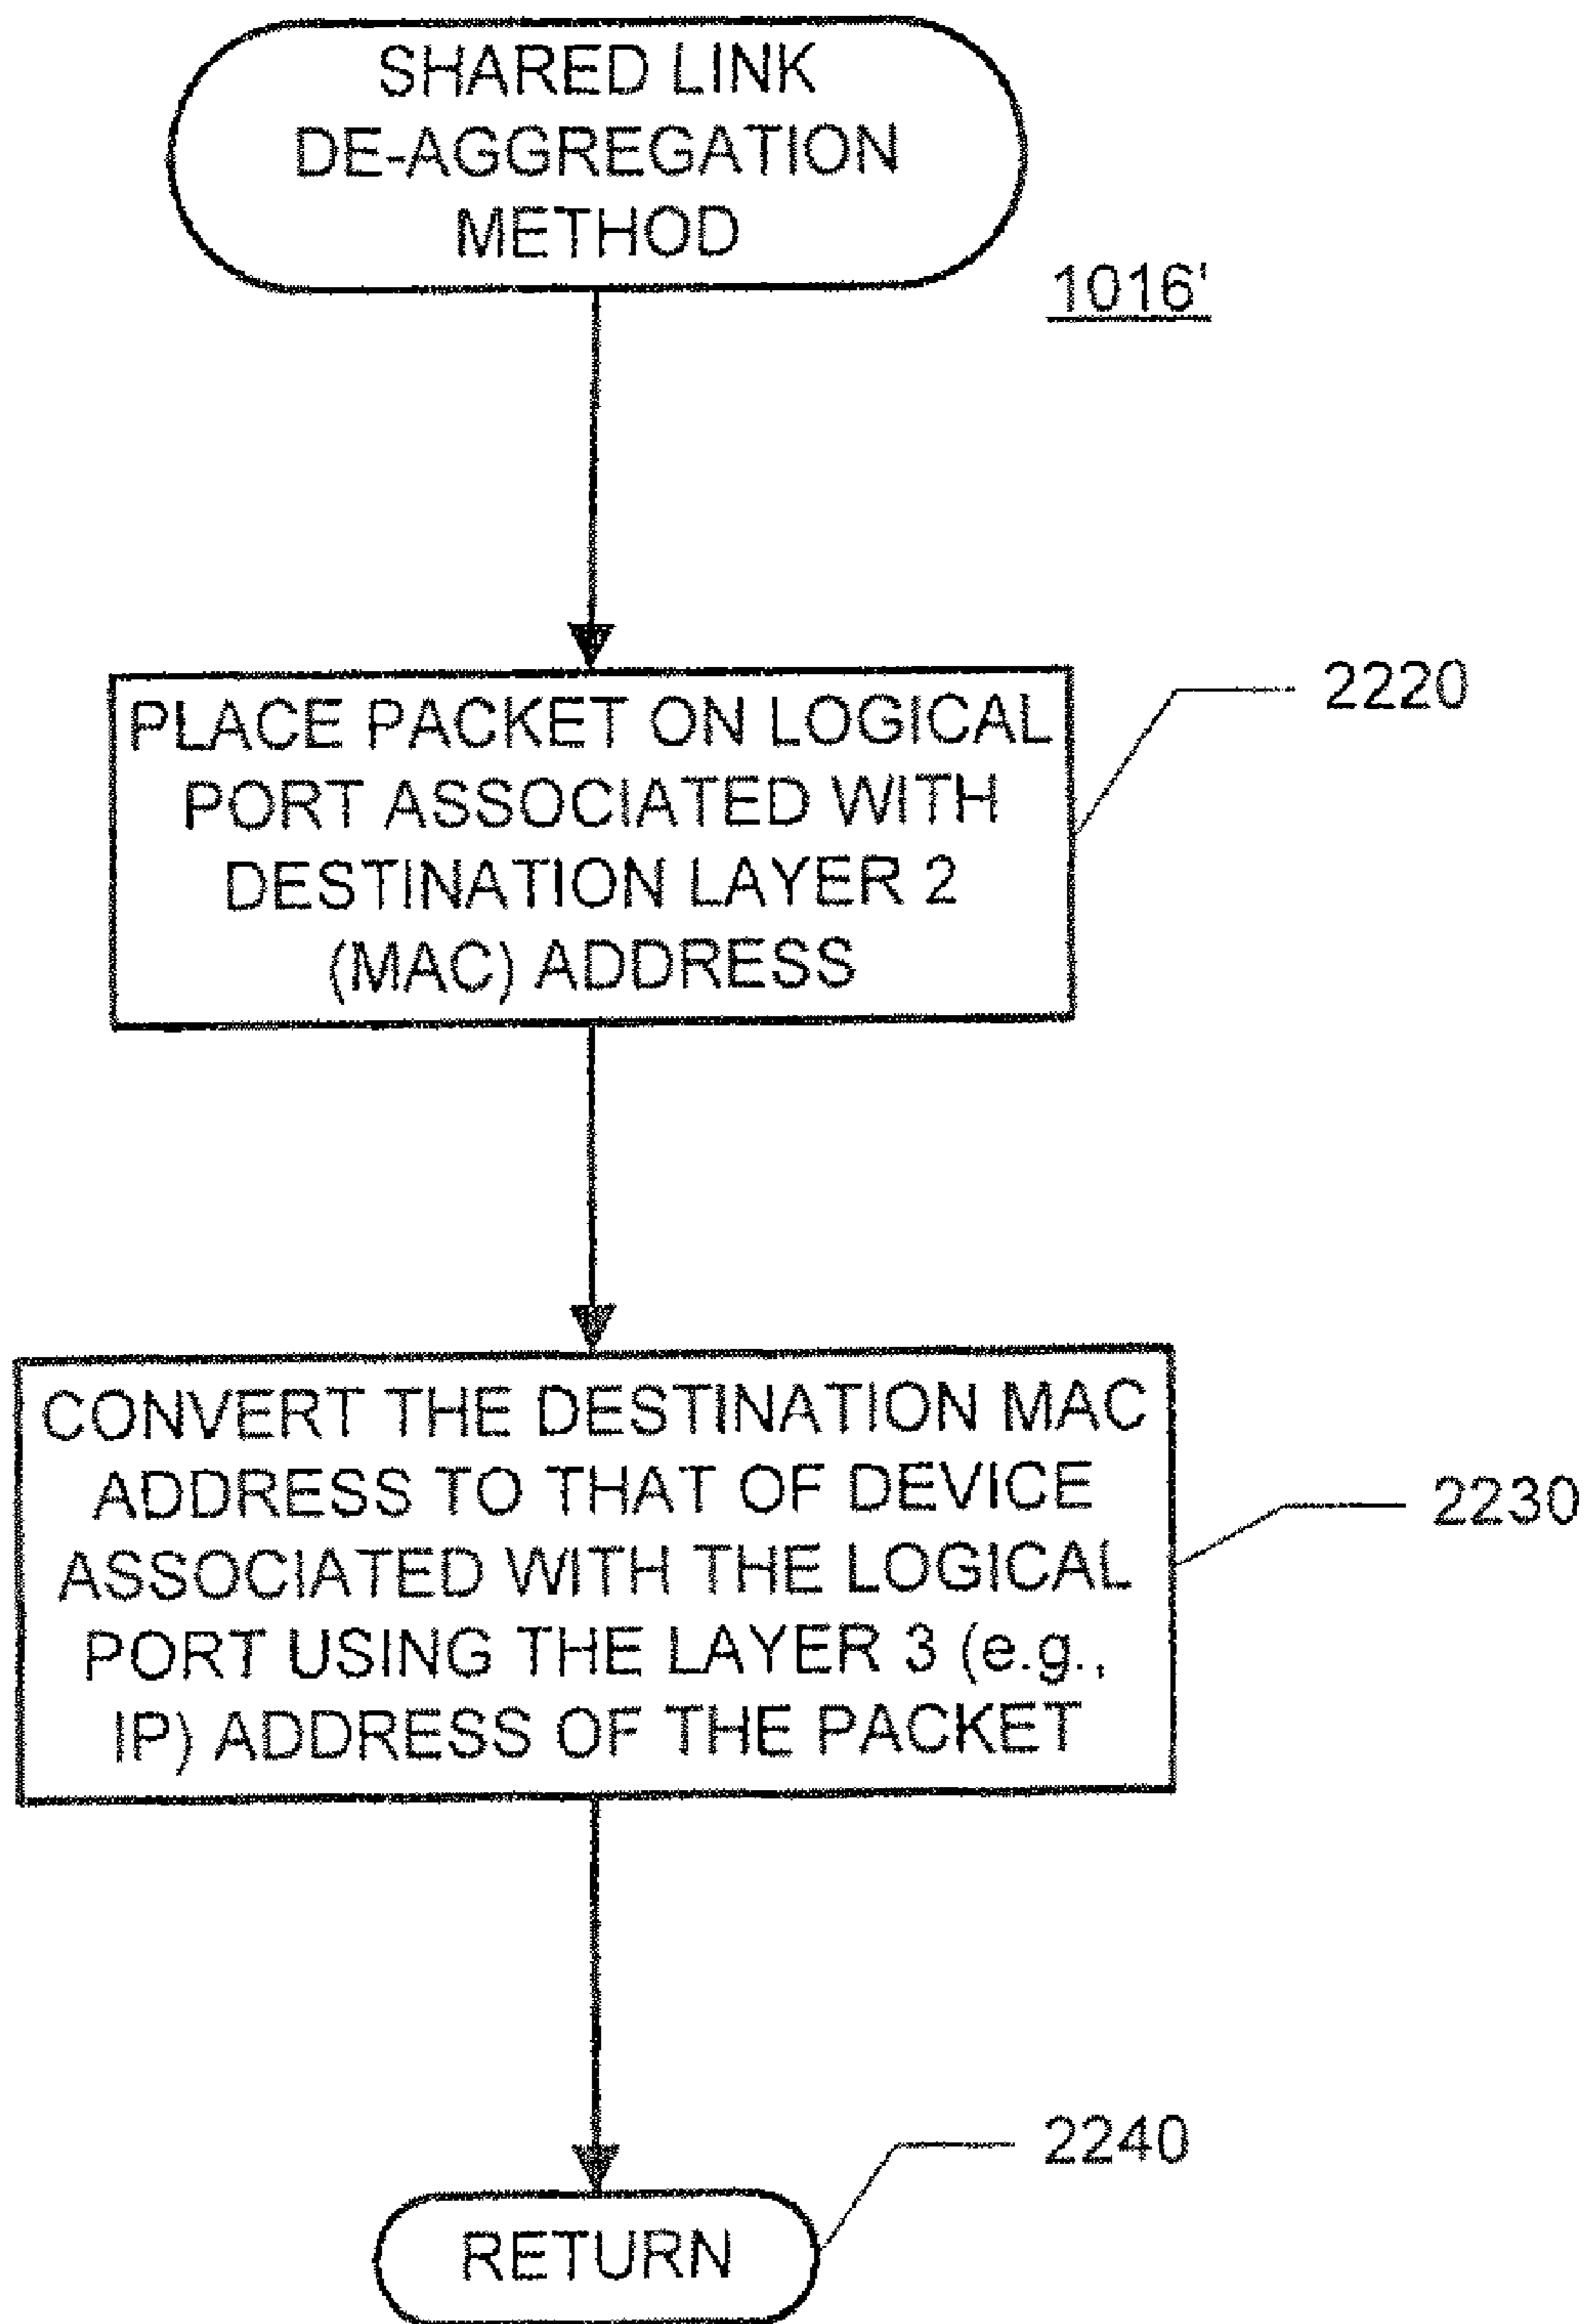 SHARED LINK
DE-AGGREGATION
METHOD
1016'
PLACE PACKET ON LOGICAL
PORT ASSOCIATED WITH
DESTINATION LAYER 2
(MAC) ADDRESS
2220
CONVERT THE DESTINATION MAC
ADDRESS TO THAT OF DEVICE
ASSOCIATED WITH THE LOGICAL
PORT USING THE LAYER 3 (e.g.,
IP) ADDRESS OF THE PACKET
2230
RETURN
2240